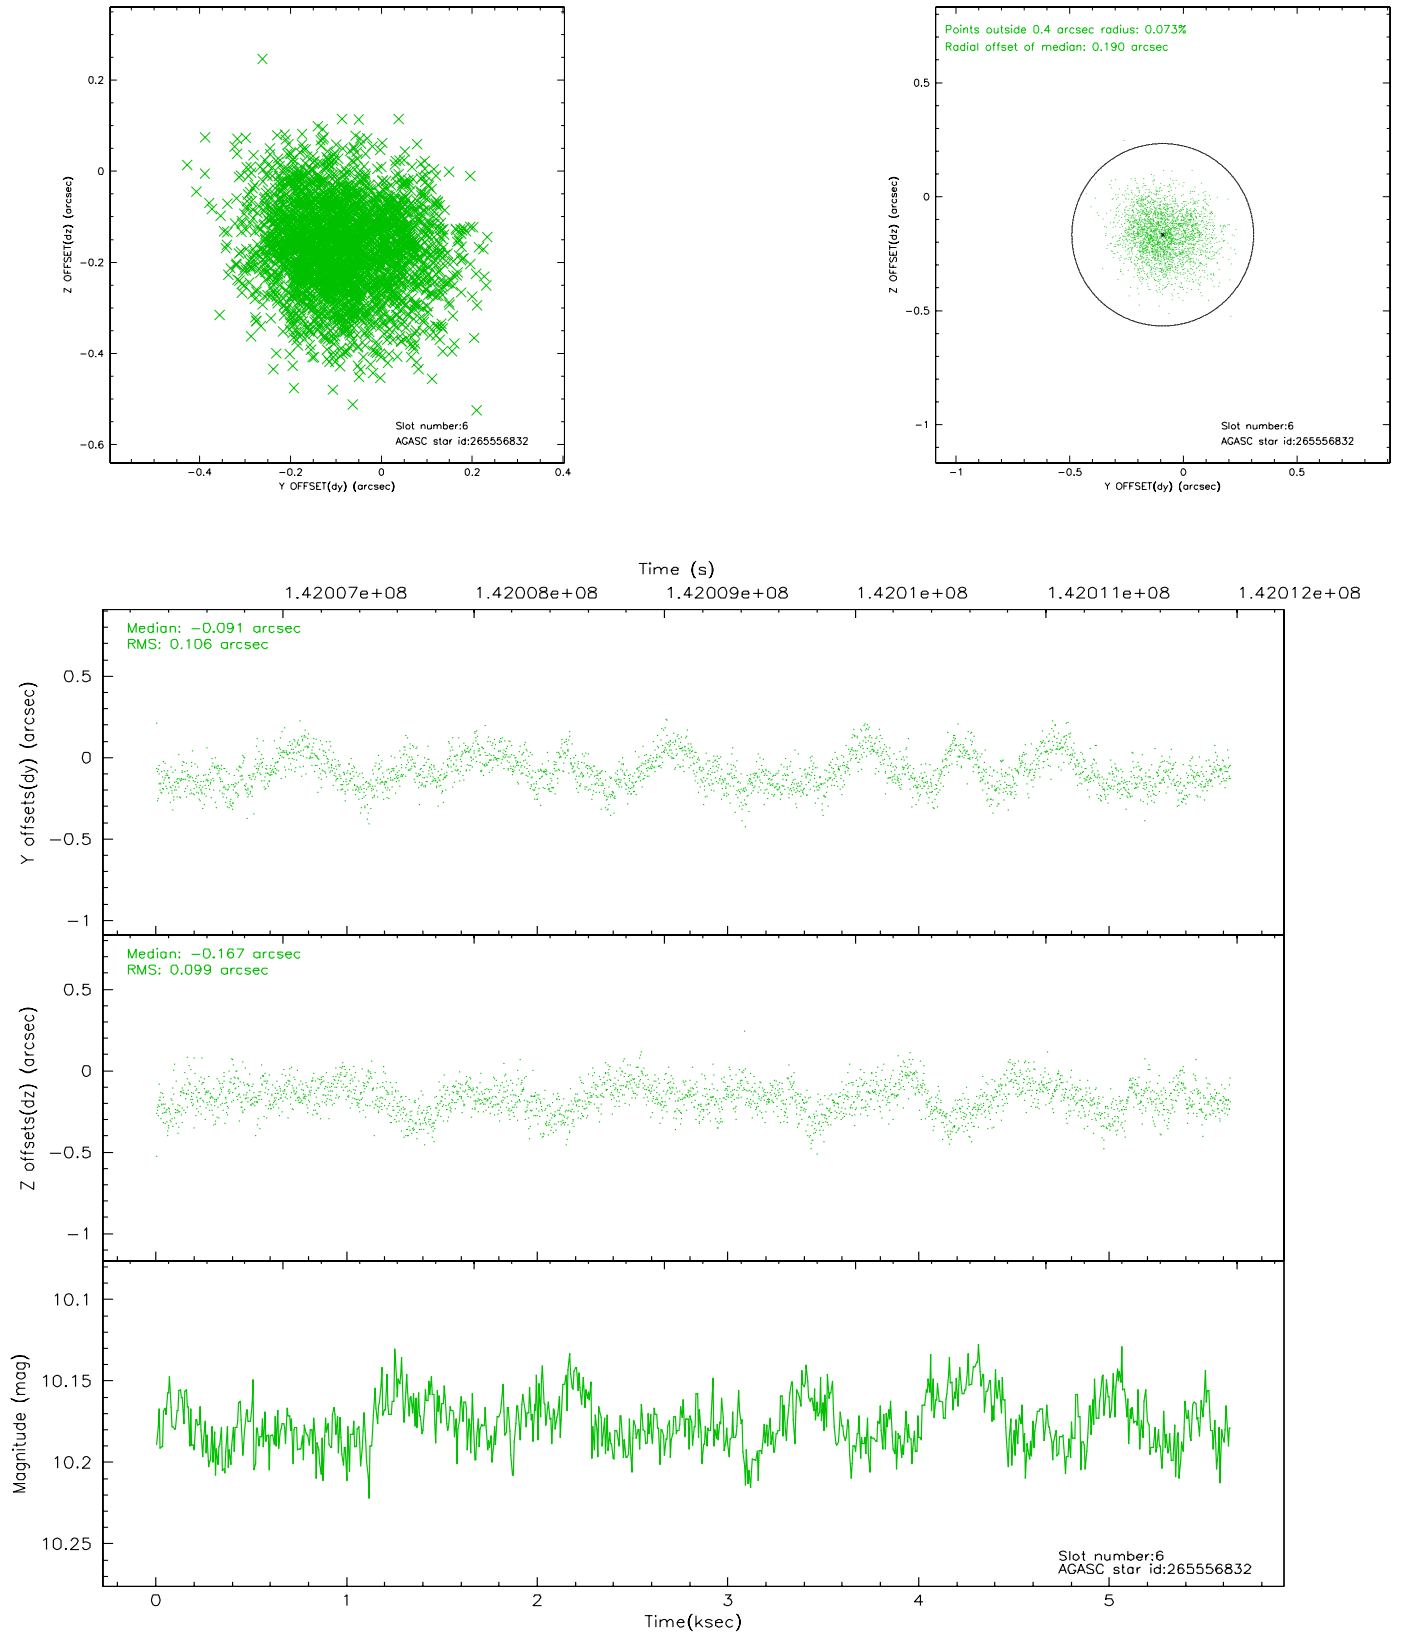 0.2
0
-0.2
-0.4
-0.6
Z OFFSET(dz) (arcsec)
Slot number:6
AGASC star id:265556832
-0.4 -0.2 0 0.2 0.4
Y OFFSET(dy) (arcsec)
Points outside 0.4 arcsec radius: 0.073%
Radial offset of median: 0.190 arcsec
0.5
0
-0.5
-1
Z OFFSET(dz) (arcsec)
Slot number:6
AGASC star id:265556832
-1 -0.5 0 0.5
Y OFFSET(dy) (arcsec)
Time (s)
1.42007e+08 1.42008e+08 1.42009e+08 1.4201e+08 1.42011e+08 1.42012e+08
Median: -0.091 arcsec
RMS: 0.106 arcsec
0.5
0
-0.5
-1
Y offsets(dy) (arcsec)
Median: -0.167 arcsec
RMS: 0.099 arcsec
0.5
0
-0.5
-1
Z offsets(dz) (arcsec)
10.1
10.15
10.2
10.25
Magnitude (mag)
Slot number:6
AGASC star id:265556832
0 1 2 3 4 5
Time(ksec)